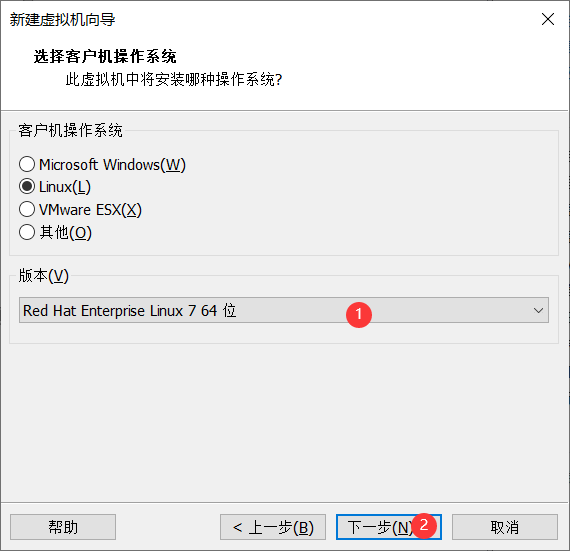 新建虚拟机向导
选择客户机操作系统
此虚拟机中将安装哪种操作系统?
客户机操作系统
Microsoft Windows(W)
Linux(L)
VMware ESX(X)
其他(O)
版本(V)
Red Hat Enterprise Linux 7 64 位
1
帮助
< 上一步(B)
下一步(N)
2
取消